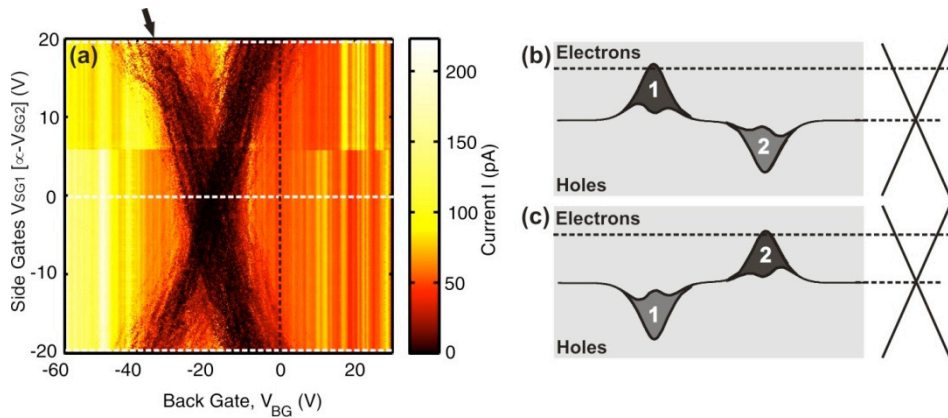 (a)
20
10
0
-10
-20
-60
-40
-20
0
20
Side Gates V_SG1 [∝-V_SG2] (V)
Back Gate, V_BG (V)
200
150
100
50
0
Current I (pA)
(b)
Electrons
1
2
Holes
(c)
Electrons
2
1
Holes